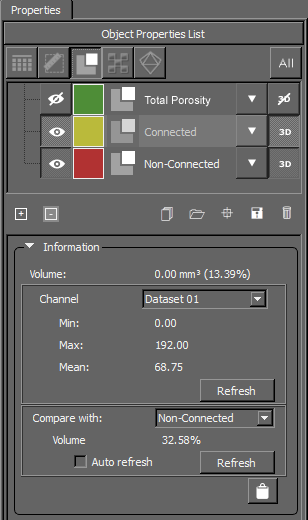 Properties
Object Properties List
All
Total Porosity 3D
Connected 3D
Non-Connected 3D
Information
Volume: 0.00 mm³ (13.39%)
Channel Dataset 01
Min: 0.00
Max: 192.00
Mean: 68.75
Refresh
Compare with: Non-Connected
Volume 32.58%
Auto refresh Refresh